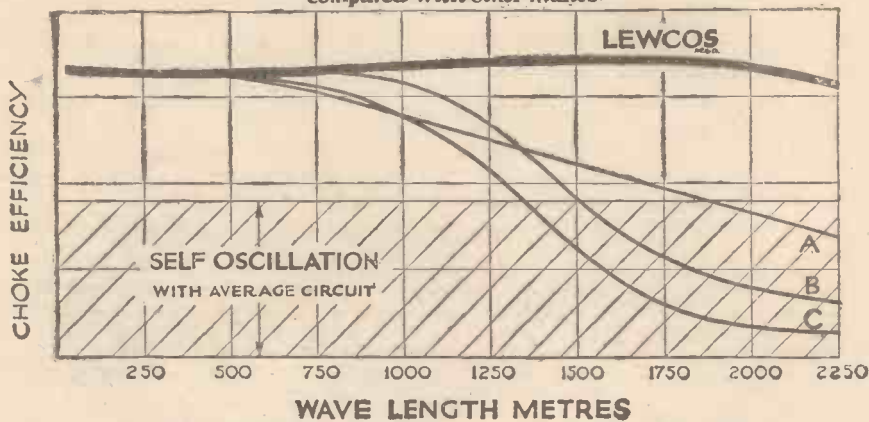 compared with other makes
LEWCOS
CHOKE EFFICIENCY
SELF OSCILLATION
WITH AVERAGE CIRCUIT
A
B
C
250 500 750 1000 1250 1500 1750 2000 2250
WAVE LENGTH METRES